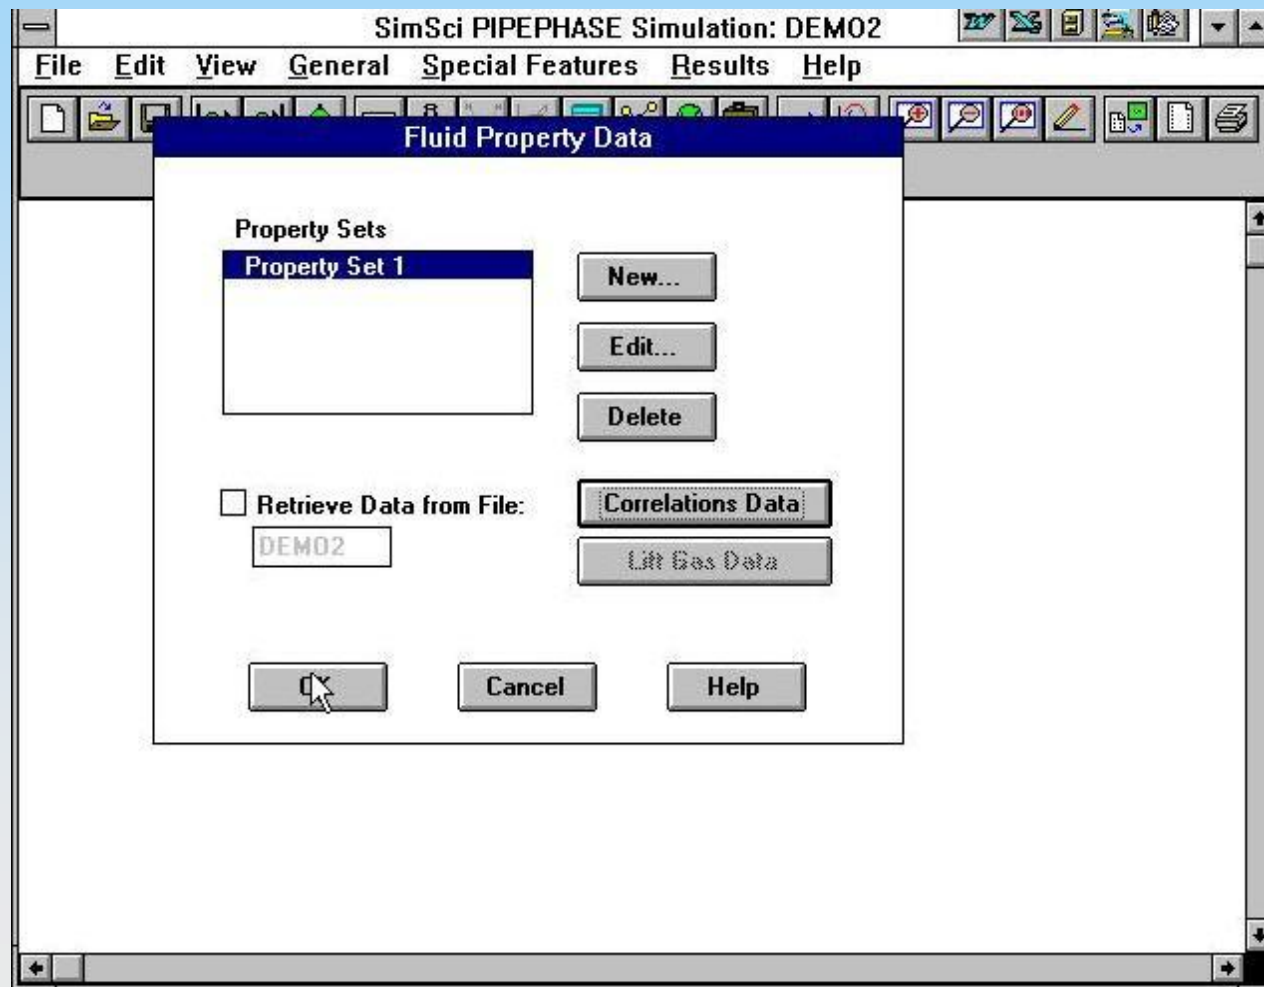 SimSci PIPEPHASE Simulation: DEMO2
File Edit View General Special Features Results Help
Fluid Property Data
Property Sets
Property Set 1
New...
Edit...
Delete
Retrieve Data from File:
DEMO2
Correlations Data
Lift Gas Data
OK
Cancel
Help